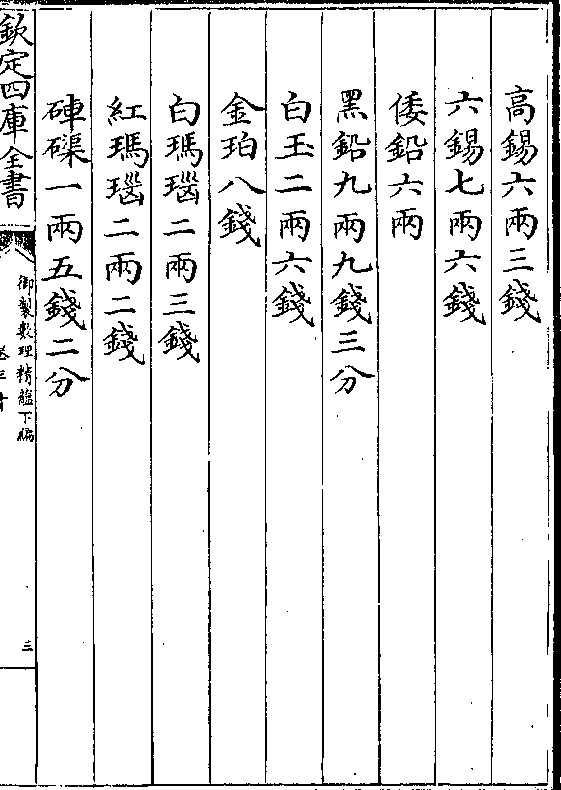 高錫六兩三錢
六錫七兩六錢
倭鉛六兩
黑鉛九兩九錢三分
白玉二兩六錢
金珀八錢
白瑪瑙二兩三錢
紅瑪瑙二兩二錢
硨磲一兩五錢二分
欽定四庫全書
御製數理精蘊下編
卷三十
三